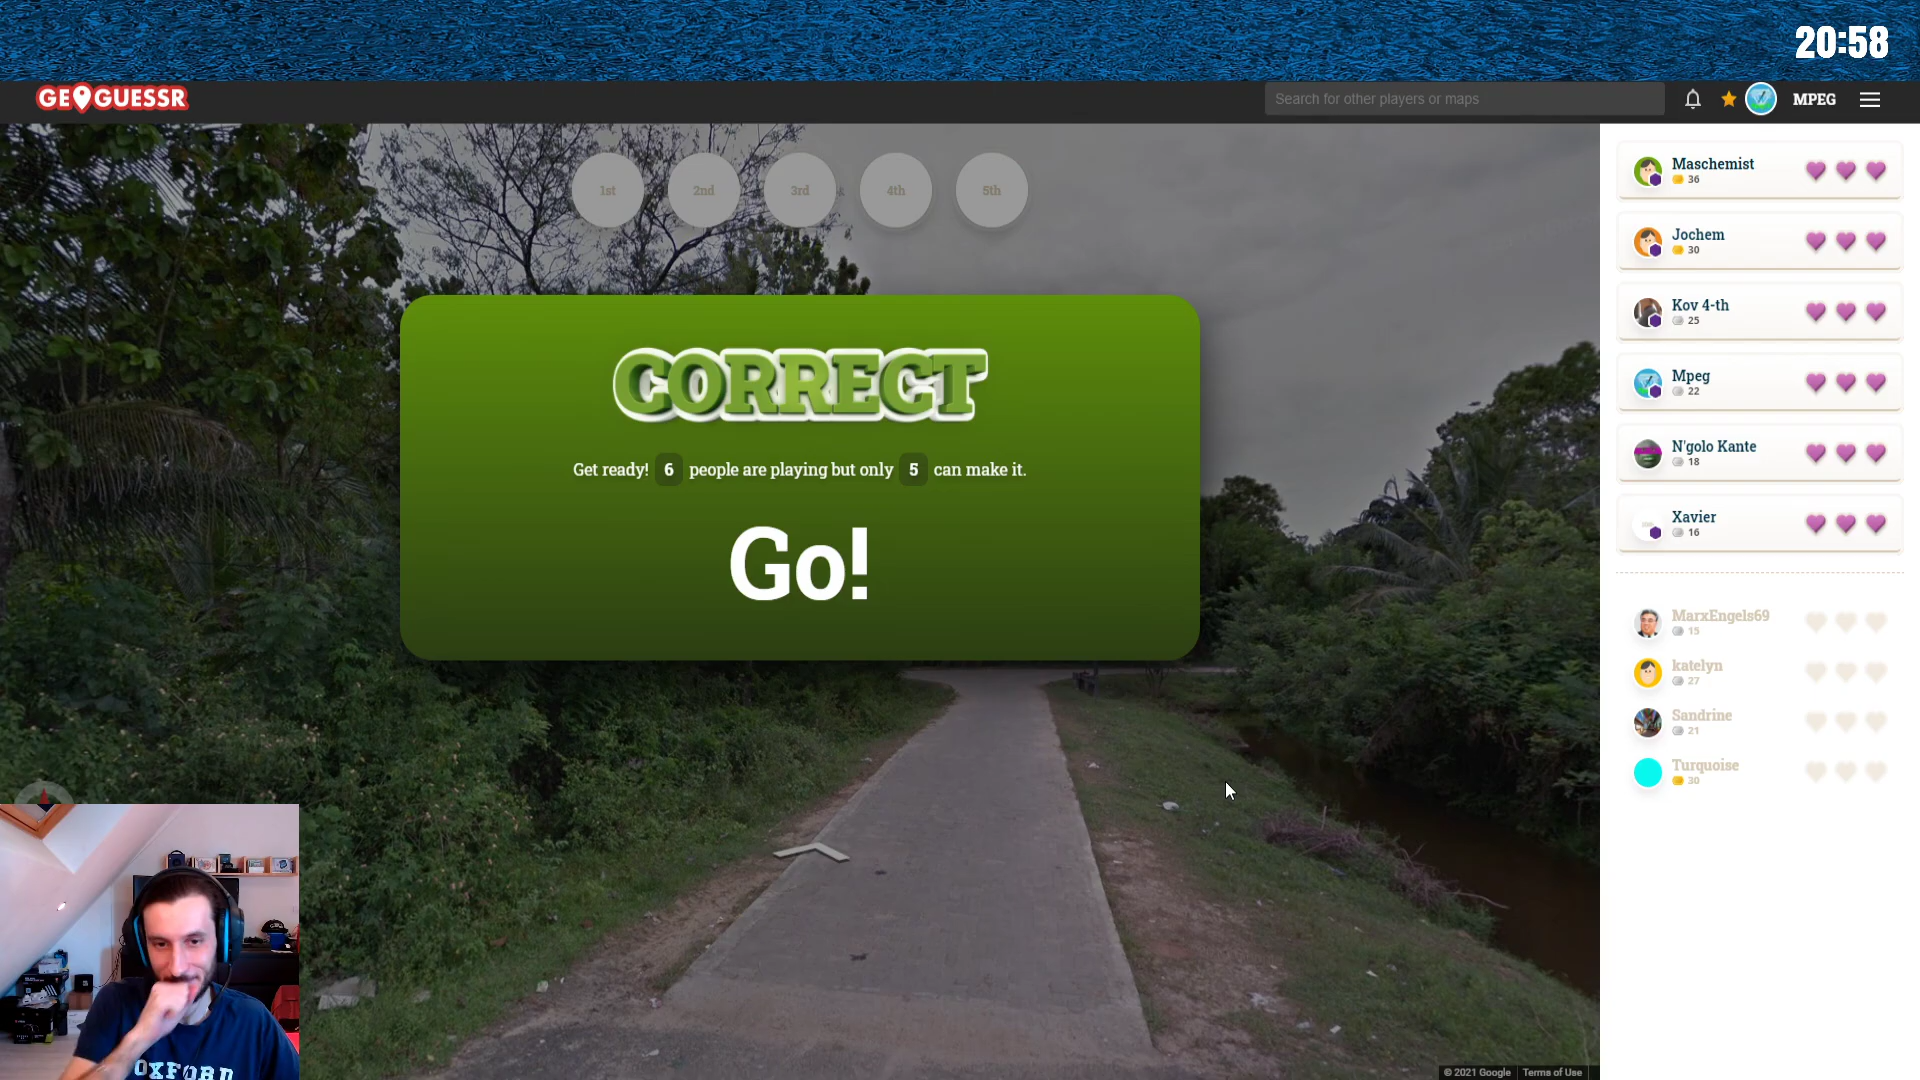 20:58
GEOGUESSR
Search for other players or maps
MPEG
1st
2nd
3rd
4th
5th
CORRECT
Get ready! 6 people are playing but only 5 can make it.
Go!
Maschemist
36
Jochem
30
Kov 4-th
25
Mpeg
22
N'golo Kante
18
Xavier
16
MarxEngels69
15
katelyn
27
Sandrine
21
Turquoise
30
OXFORD
© 2021 Google
Terms of Use